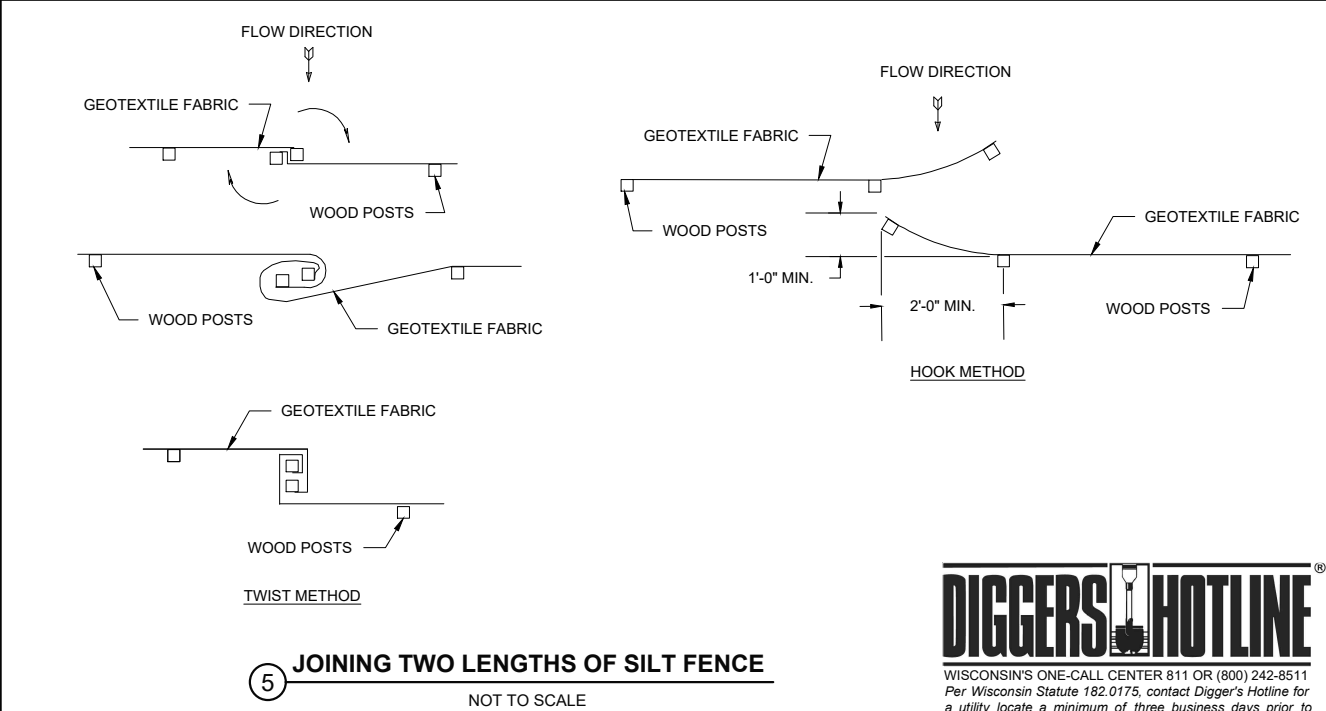 FLOW DIRECTION
GEOTEXTILE FABRIC
WOOD POSTS
WOOD POSTS
GEOTEXTILE FABRIC
GEOTEXTILE FABRIC
WOOD POSTS
TWIST METHOD
FLOW DIRECTION
GEOTEXTILE FABRIC
WOOD POSTS
GEOTEXTILE FABRIC
1'-0" MIN.
2'-0" MIN.
WOOD POSTS
HOOK METHOD
5 JOINING TWO LENGTHS OF SILT FENCE
NOT TO SCALE
DIGGERS HOTLINE ®
WISCONSIN'S ONE-CALL CENTER 811 OR (800) 242-8511
Per Wisconsin Statute 182.0175, contact Digger's Hotline for
a utility locate a minimum of three business days prior to